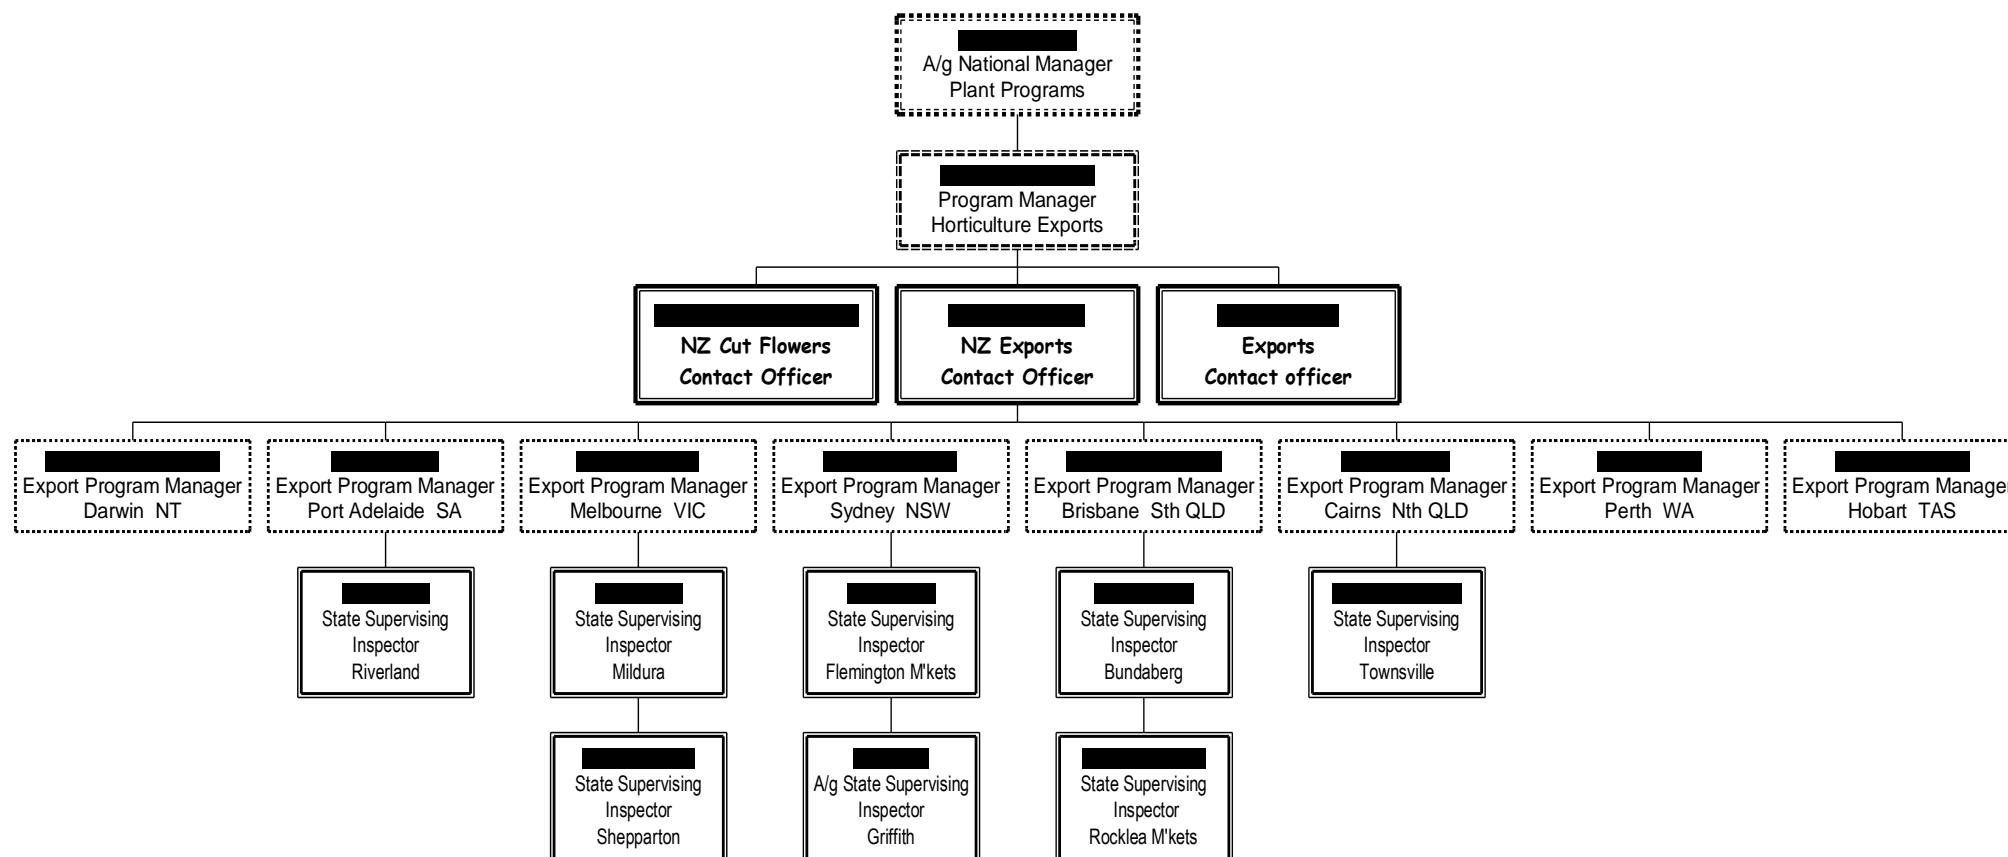 A/g National Manager
Plant Programs
Program Manager
Horticulture Exports
NZ Cut Flowers
Contact Officer
NZ Exports
Contact Officer
Exports
Contact officer
Export Program Manager
Darwin NT
Export Program Manager
Port Adelaide SA
Export Program Manager
Melbourne VIC
Export Program Manager
Sydney NSW
Export Program Manager
Brisbane Sth QLD
Export Program Manager
Cairns Nth QLD
Export Program Manager
Perth WA
Export Program Manager
Hobart TAS
State Supervising
Inspector
Riverland
State Supervising
Inspector
Mildura
State Supervising
Inspector
Flemington M'kets
State Supervising
Inspector
Bundaberg
State Supervising
Inspector
Townsville
State Supervising
Inspector
Shepparton
A/g State Supervising
Inspector
Griffith
State Supervising
Inspector
Rocklea M'kets